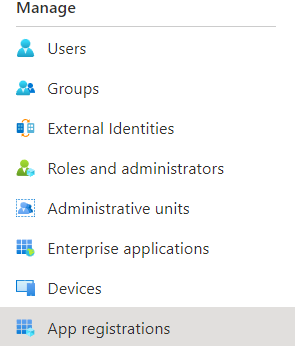 Manage
Users
Groups
External Identities
Roles and administrators
Administrative units
Enterprise applications
Devices
App registrations